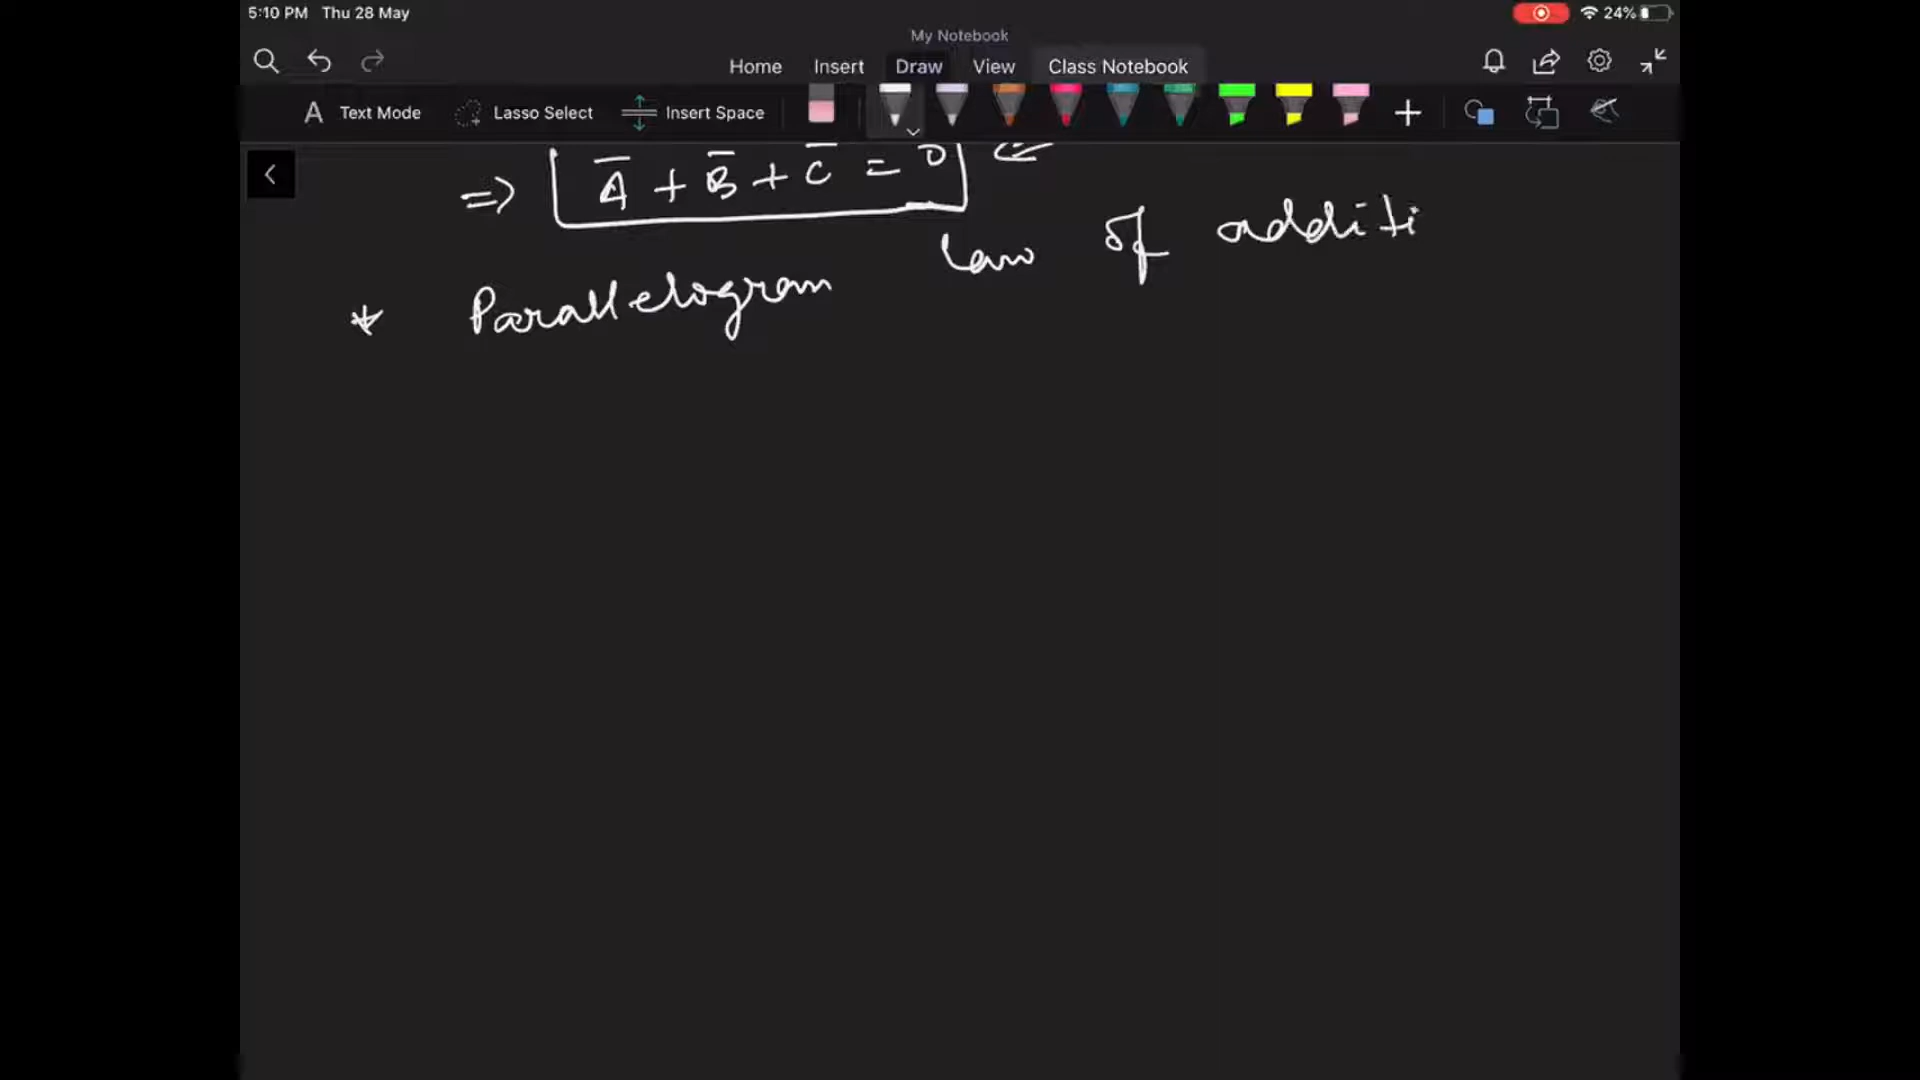 5:10 PM Thu 28 May 24%
My Notebook
Home Insert Draw View Class Notebook
A Text Mode Lasso Select Insert Space
=> A̅ + B̅ + C̅ = 0
* Parallelogram law of additi